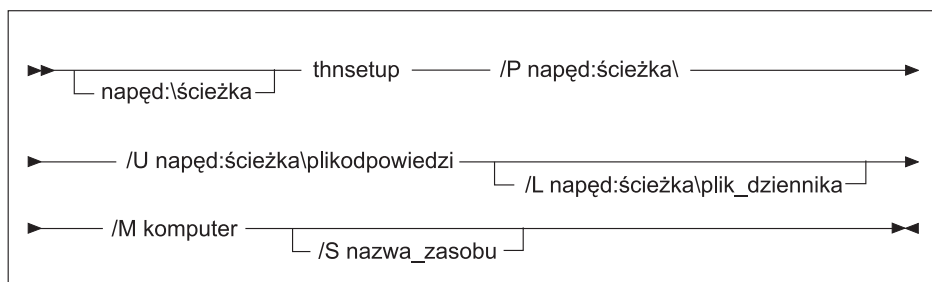 thnsetup /P napęd:ścieżka\
napęd:\ścieżka
/U napęd:ścieżka\plikodpowiedzi
/L napęd:ścieżka\plik_dziennika
/M komputer
/S nazwa_zasobu